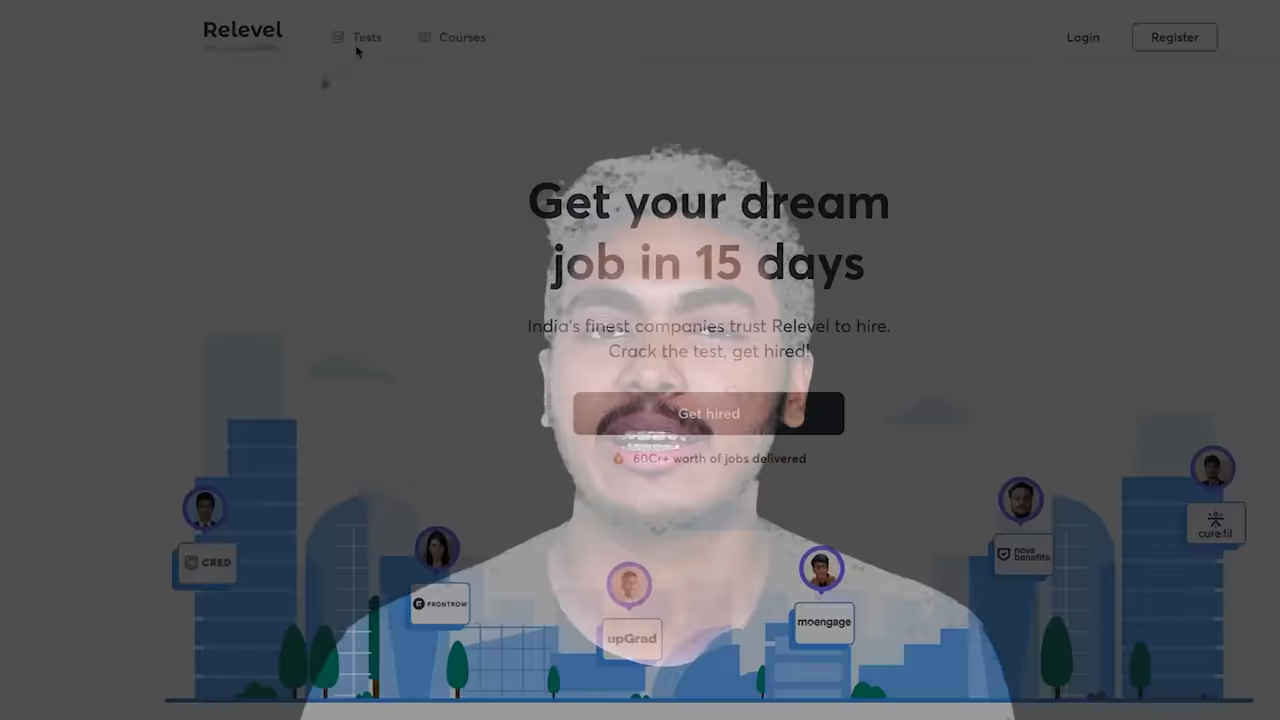 Relevel
Tests
Courses
Login
Register
Get your dream
job in 15 days
India's finest companies trust Relevel to hire.
Crack the test, get hired!
Get hired
60Cr+ worth of jobs delivered
CRED
FRONTROW
upGrad
moengage
nova
benefits
cure.fit